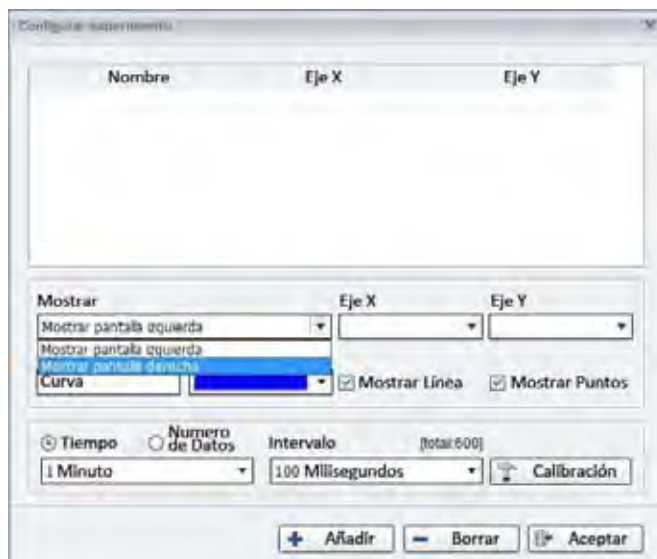 Configurar experimento
Nombre Eje X Eje Y
Mostrar Eje X Eje Y
Mostrar pantalla izquierda
Mostrar pantalla izquierda
Mostrar pantalla derecha
Curva Mostrar Línea Mostrar Puntos
Tiempo Numero de Datos Intervalo [total:600]
1 Minuto 100 Milisegundos Calibración
Añadir Borrar Aceptar